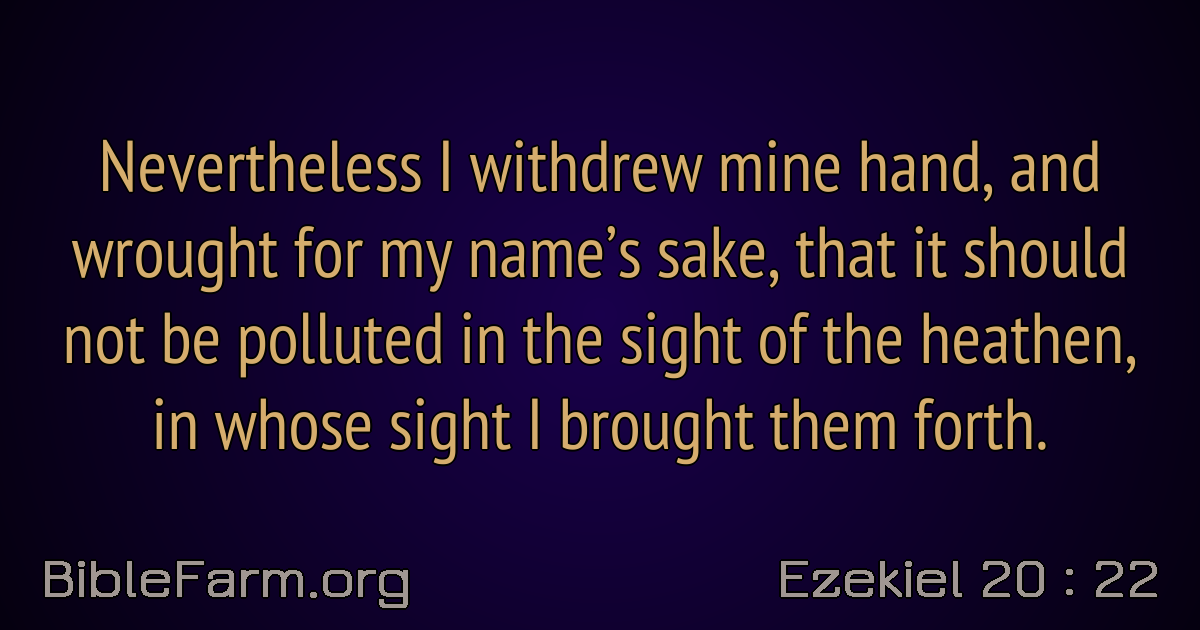 Nevertheless I withdrew mine hand, and
wrought for my name’s sake, that it should
not be polluted in the sight of the heathen,
in whose sight I brought them forth.
BibleFarm.org
Ezekiel 20 : 22